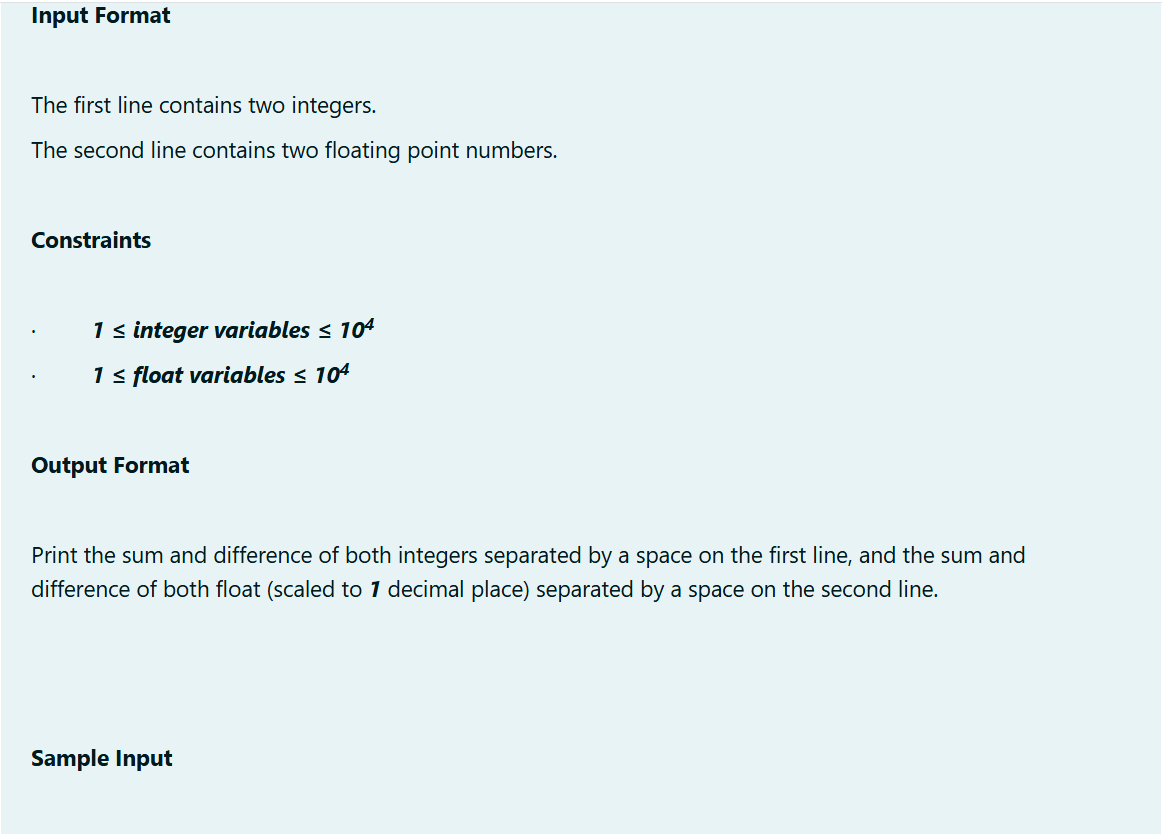 Input Format
The first line contains two integers.
The second line contains two floating point numbers.
Constraints
· 1 ≤ integer variables ≤ 10⁴
· 1 ≤ float variables ≤ 10⁴
Output Format
Print the sum and difference of both integers separated by a space on the first line, and the sum and
difference of both float (scaled to 1 decimal place) separated by a space on the second line.
Sample Input